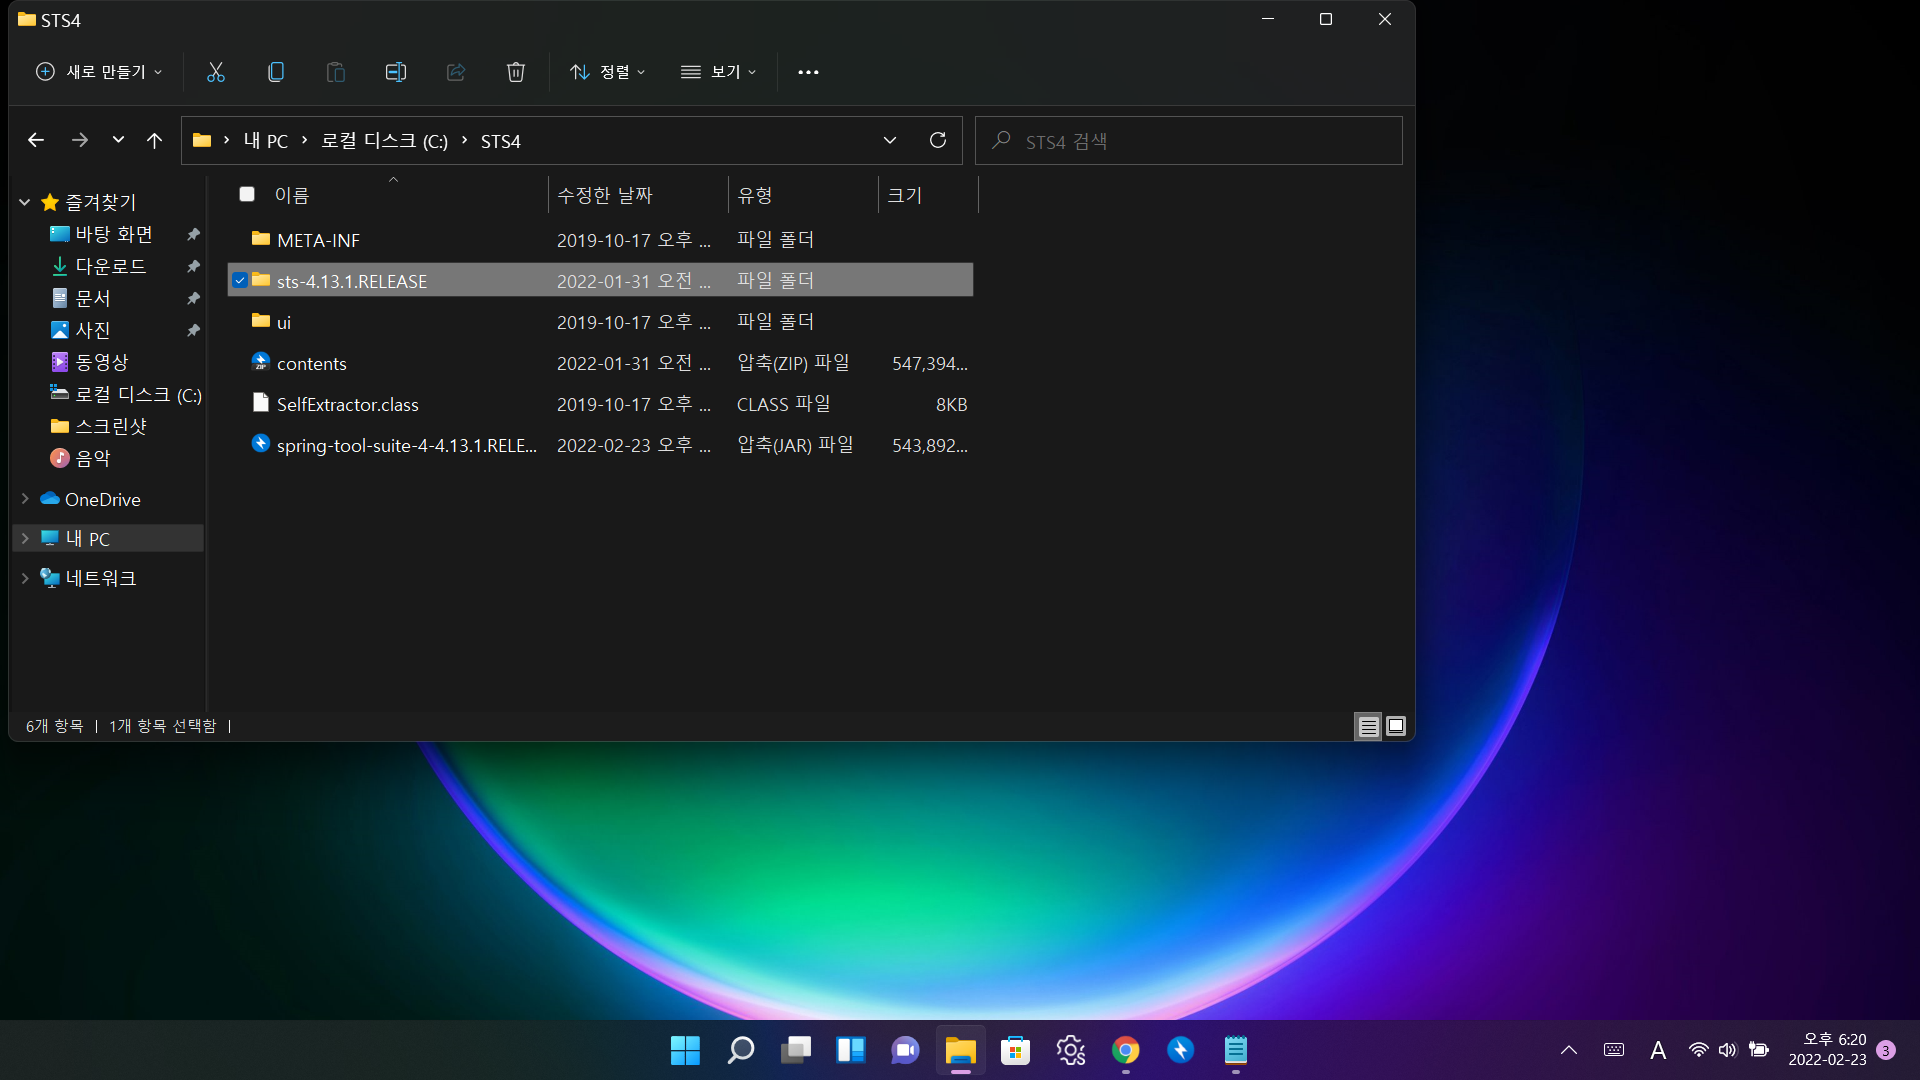 STS4
새로 만들기
정렬
보기
내 PC
로컬 디스크 (C:)
STS4
STS4 검색
이름
수정한 날짜
유형
크기
META-INF
2019-10-17 오후 ...
파일 폴더
sts-4.13.1.RELEASE
2022-01-31 오전 ...
파일 폴더
ui
2019-10-17 오후 ...
파일 폴더
contents
2022-01-31 오전 ...
압축(ZIP) 파일
547,394...
SelfExtractor.class
2019-10-17 오후 ...
CLASS 파일
8KB
spring-tool-suite-4-4.13.1.RELE...
2022-02-23 오후 ...
압축(JAR) 파일
543,892...
즐겨찾기
바탕 화면
다운로드
문서
사진
동영상
로컬 디스크 (C:)
스크린샷
음악
OneDrive
내 PC
네트워크
6개 항목
1개 항목 선택함
A
오후 6:20
2022-02-23
3